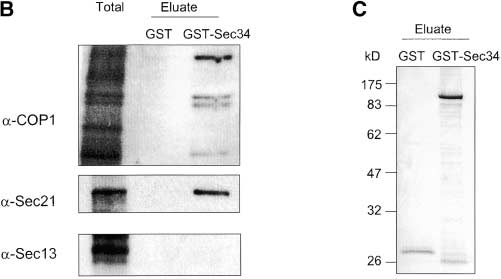 B
Total Eluate
GST GST-Sec34
α-COP1
α-Sec21
α-Sec13
C
Eluate
kD GST GST-Sec34
175
83
62
47
32
26